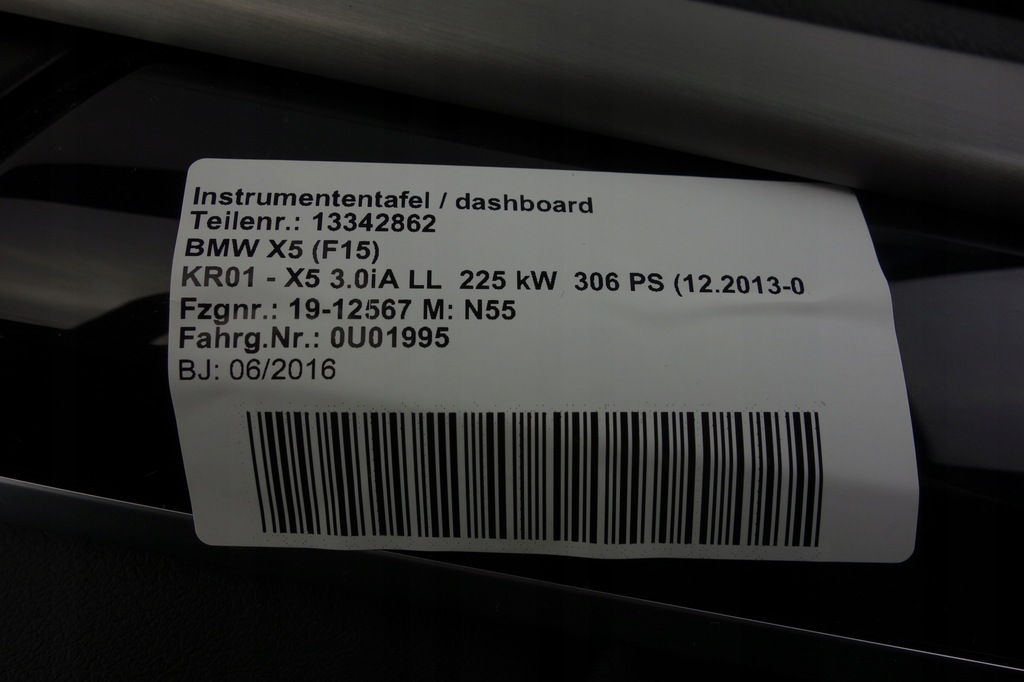 Instrumententafel / dashboard
Teilenr.: 13342862
BMW X5 (F15)
KR01 - X5 3.0iA LL 225 kW 306 PS (12.2013-0
Fzgnr.: 19-12567 M: N55
Fahrg.Nr.: 0U01995
BJ: 06/2016